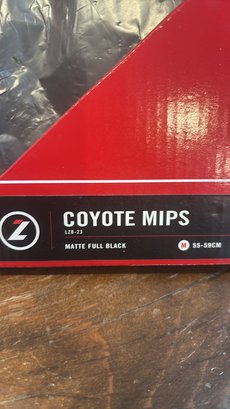 COYOTE MIPS
LZB-23
MATTE FULL BLACK M 55-59CM